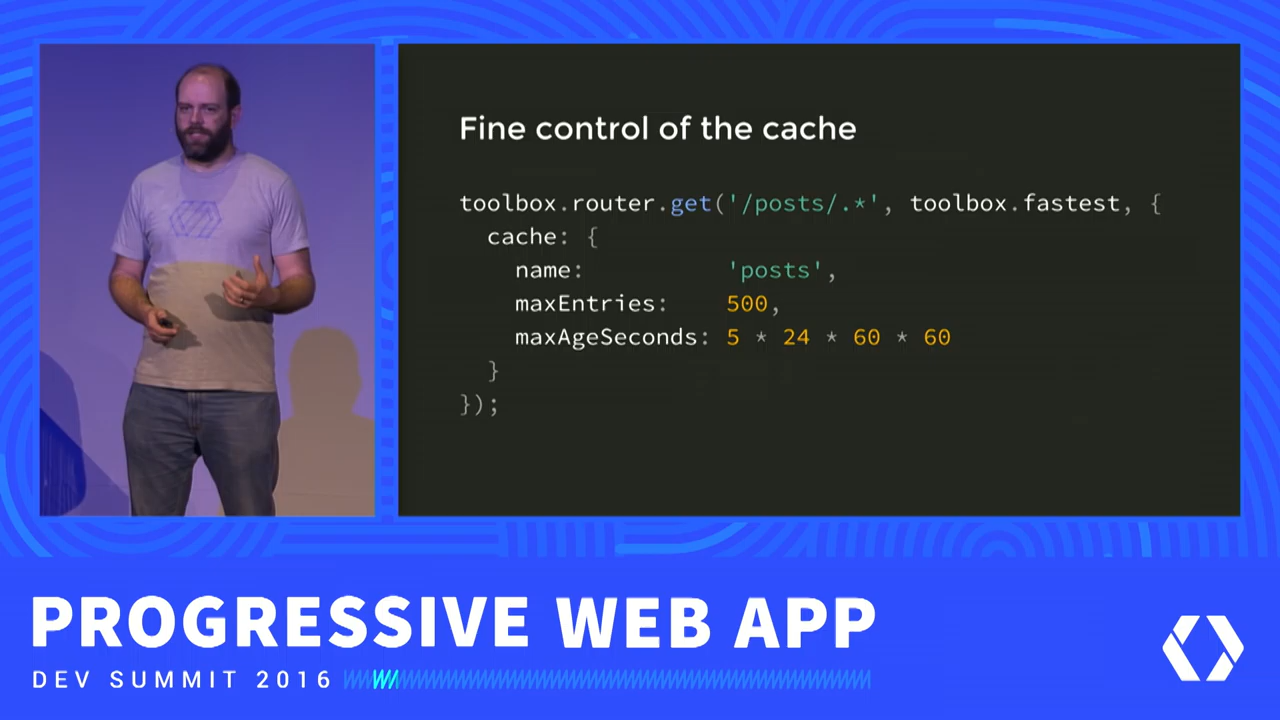 Fine control of the cache
toolbox.router.get('/posts/.*', toolbox.fastest, {
  cache: {
    name:          'posts',
    maxEntries:    500,
    maxAgeSeconds: 5 * 24 * 60 * 60
  }
});
PROGRESSIVE WEB APP
DEV SUMMIT 2016